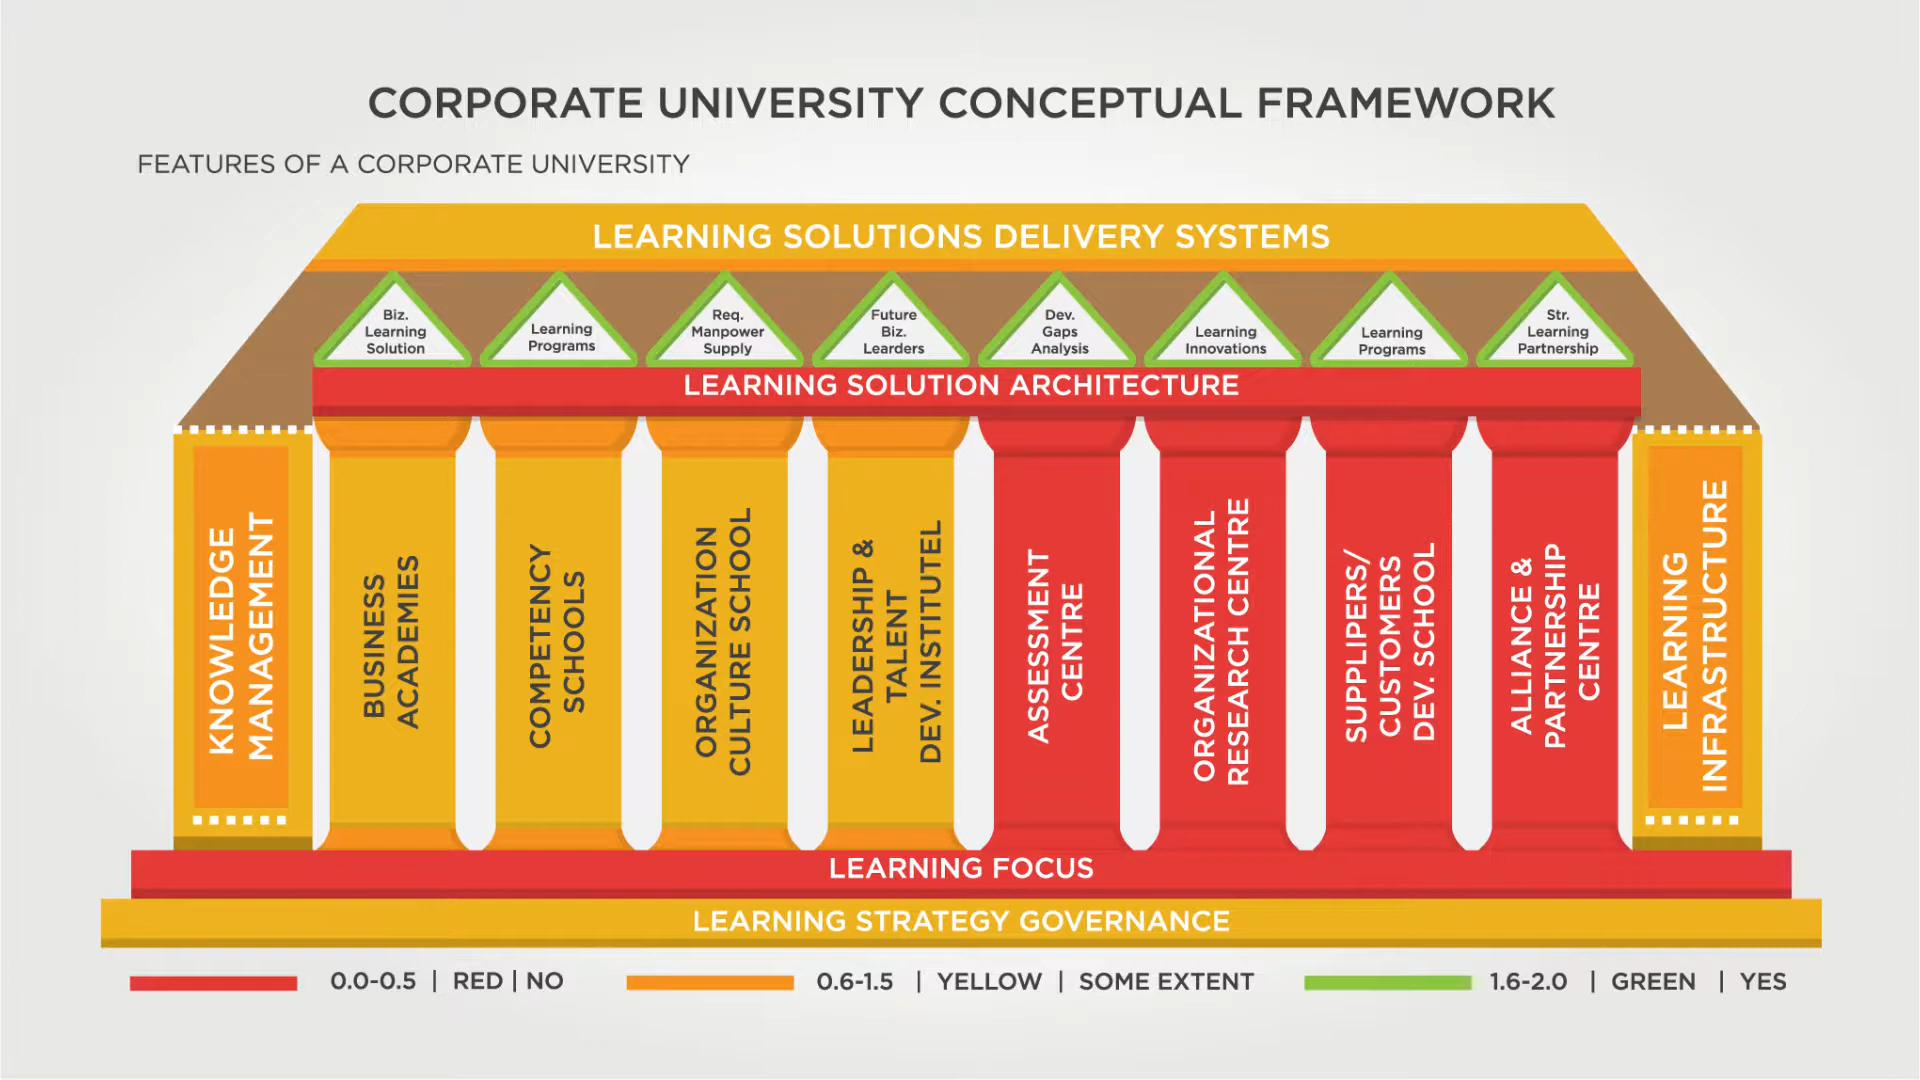 CORPORATE UNIVERSITY CONCEPTUAL FRAMEWORK
FEATURES OF A CORPORATE UNIVERSITY
LEARNING SOLUTIONS DELIVERY SYSTEMS
Biz.
Learning
Solution
Learning
Programs
Req.
Manpower
Supply
Future
Biz.
Learders
Dev.
Gaps
Analysis
Learning
Innovations
Learning
Programs
Str.
Learning
Partnership
LEARNING SOLUTION ARCHITECTURE
KNOWLEDGE
MANAGEMENT
BUSINESS
ACADEMIES
COMPETENCY
SCHOOLS
ORGANIZATION
CULTURE SCHOOL
LEADERSHIP &
TALENT
DEV. INSTITUTEL
ASSESSMENT
CENTRE
ORGANIZATIONAL
RESEARCH CENTRE
SUPPLIPERS/
CUSTOMERS
DEV. SCHOOL
ALLIANCE &
PARTNERSHIP
CENTRE
LEARNING
INFRASTRUCTURE
LEARNING FOCUS
LEARNING STRATEGY GOVERNANCE
0.0-0.5 | RED | NO
0.6-1.5 | YELLOW | SOME EXTENT
1.6-2.0 | GREEN | YES